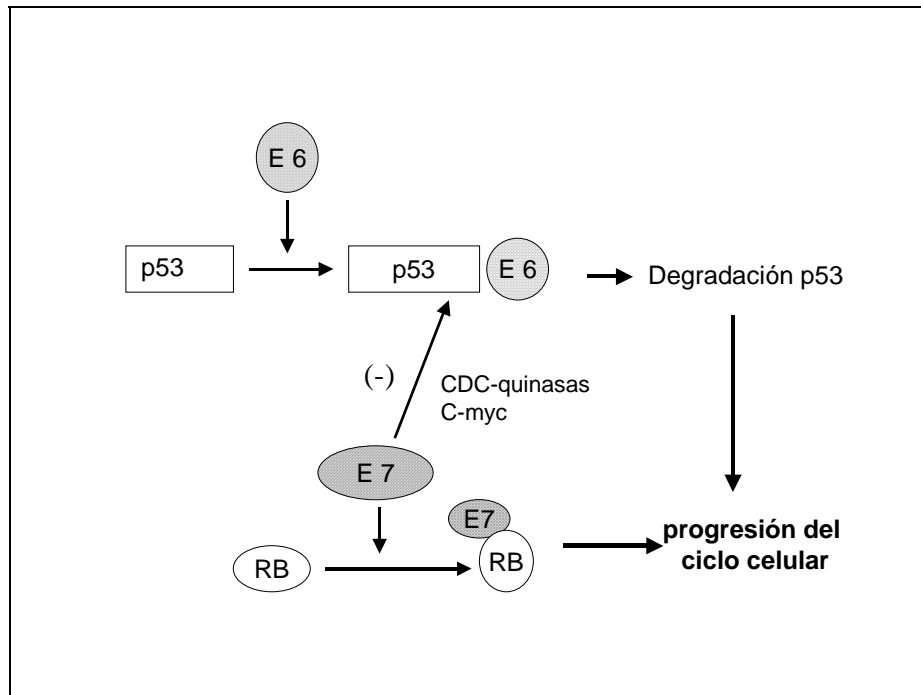 E 6
p53
p53
E 6
Degradación p53
(-)
CDC-quinasas
C-myc
E 7
E7
RB
RB
progresión del
ciclo celular